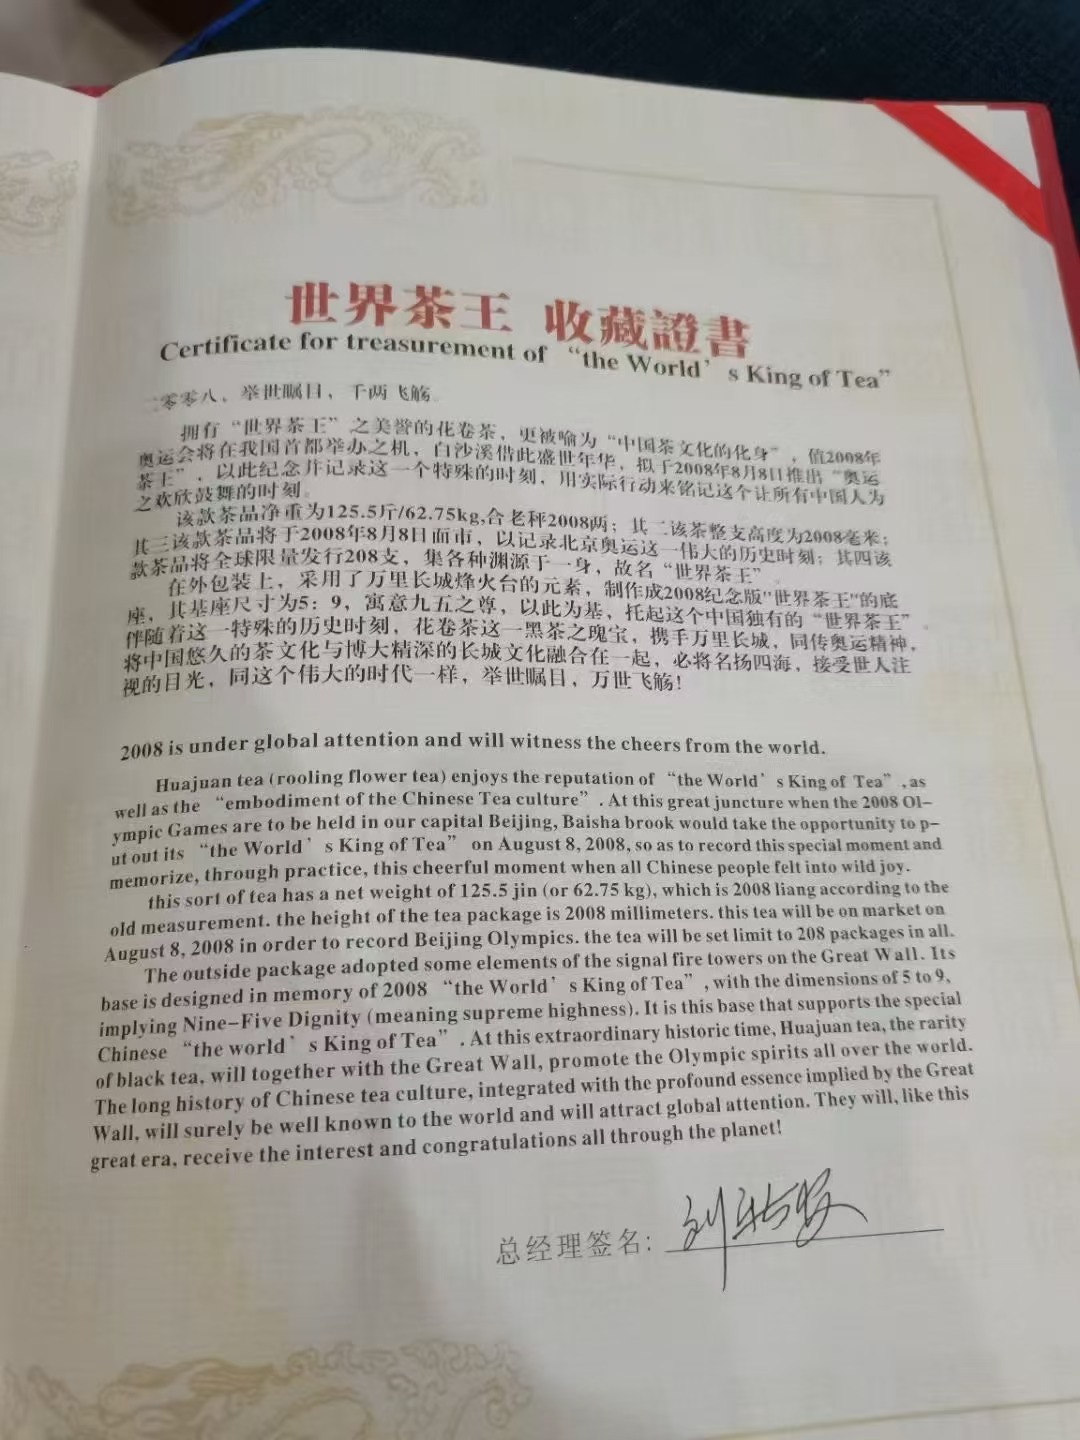 世界茶王 收藏證書
Certificate for treasurement of “the World’s King of Tea”
二零零八，举世瞩目，千两飞觞。
拥有“世界茶王”之美誉的花卷茶，更被喻为“中国茶文化的化身”，值2008年
奥运会将在我国首都举办之机，白沙溪借此盛世年华，拟于2008年8月8日推出“奥运
茶王”，以此纪念并记录这一个特殊的时刻，用实际行动来铭记这个让所有中国人为
之欢欣鼓舞的时刻。
该款茶品净重为125.5斤/62.75kg,合老秤2008两；其二该茶整支高度为2008毫米；
其三该款茶品将于2008年8月8日面市，以记录北京奥运这一伟大的历史时刻；其四该
款茶品将全球限量发行208支，集各种渊源于一身，故名“世界茶王”
在外包装上，采用了万里长城烽火台的元素，制作成2008纪念版"世界茶王"的底
座，其基座尺寸为5：9，寓意九五之尊，以此为基，托起这个中国独有的“世界茶王”。
伴随着这一特殊的历史时刻，花卷茶这一黑茶之瑰宝，携手万里长城，同传奥运精神，
将中国悠久的茶文化与博大精深的长城文化融合在一起，必将名扬四海，接受世人注
视的目光，同这个伟大的时代一样，举世瞩目，万世飞觞！
2008 is under global attention and will witness the cheers from the world.
Huajuan tea (rooling flower tea) enjoys the reputation of “the World’s King of Tea”, as
well as the “embodiment of the Chinese Tea culture”. At this great juncture when the 2008 Ol-
ympic Games are to be held in our capital Beijing, Baisha brook would take the opportunity to p-
ut out its “the World’s King of Tea” on August 8, 2008, so as to record this special moment and
memorize, through practice, this cheerful moment when all Chinese people felt into wild joy.
this sort of tea has a net weight of 125.5 jin (or 62.75 kg), which is 2008 liang according to the
old measurement. the height of the tea package is 2008 millimeters. this tea will be on market on
August 8, 2008 in order to record Beijing Olympics. the tea will be set limit to 208 packages in all.
The outside package adopted some elements of the signal fire towers on the Great Wall. Its
base is designed in memory of 2008 “the World’s King of Tea”, with the dimensions of 5 to 9,
implying Nine-Five Dignity (meaning supreme highness). It is this base that supports the special
Chinese “the world’s King of Tea”. At this extraordinary historic time, Huajuan tea, the rarity
of black tea, will together with the Great Wall, promote the Olympic spirits all over the world.
The long history of Chinese tea culture, integrated with the profound essence implied by the Great
Wall, will surely be well known to the world and will attract global attention. They will, like this
great era, receive the interest and congratulations all through the planet!
总经理签名: